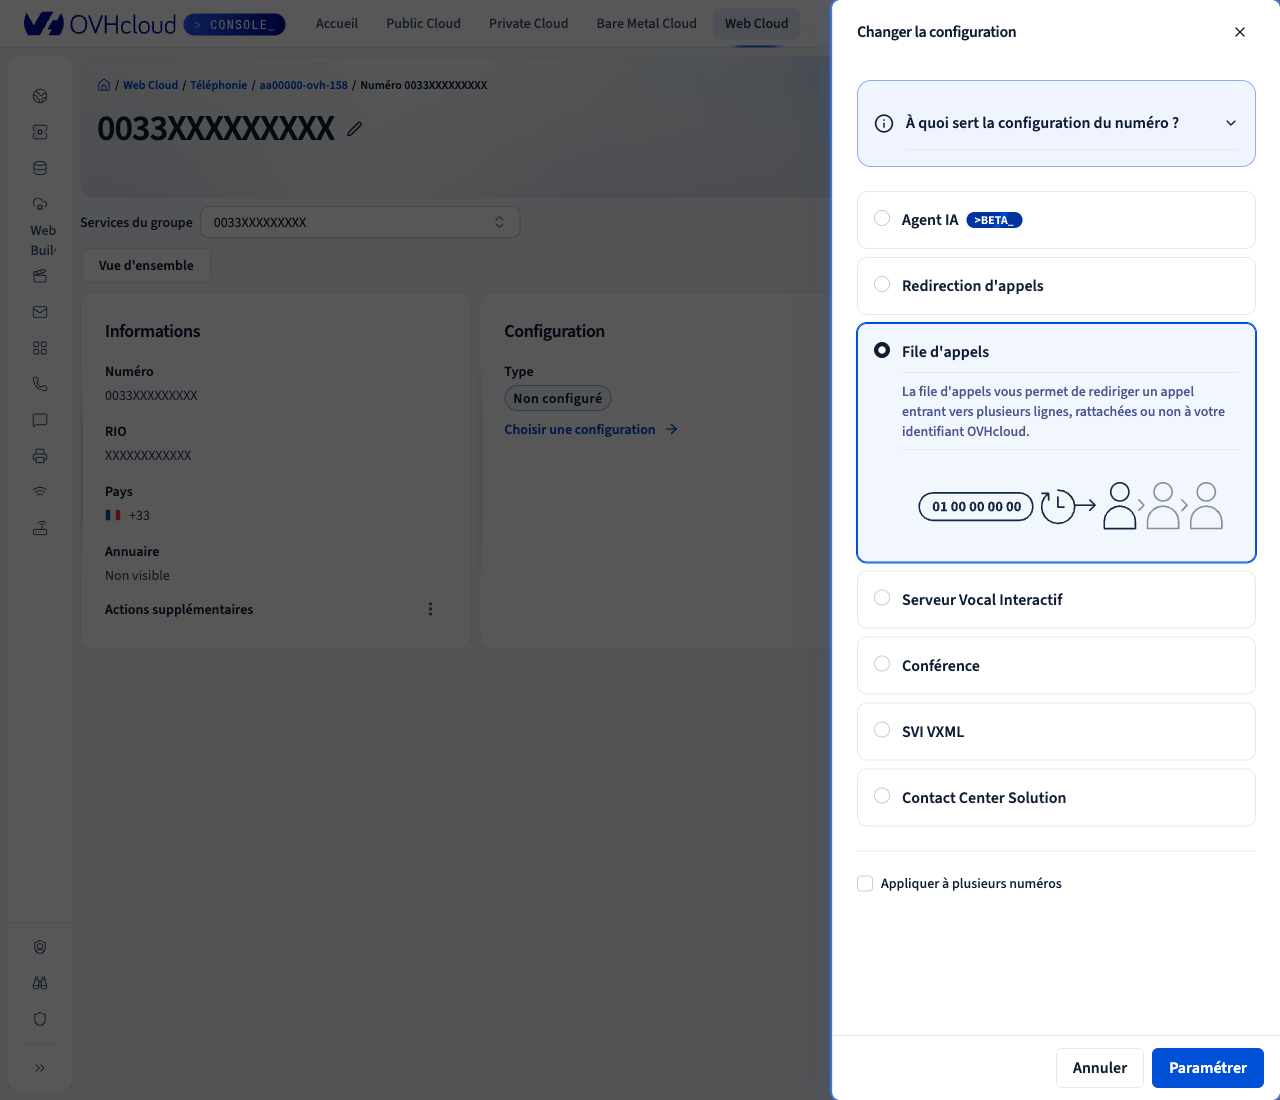 OVHcloud > CONSOLE_ Accueil Public Cloud Private Cloud Bare Metal Cloud Web Cloud
/ Web Cloud / Téléphonie / aa00000-ovh-158 / Numéro 0033XXXXXXXXX
0033XXXXXXXXX
Services du groupe 0033XXXXXXXXX
Web
Vue d'ensemble
Informations
Numéro
0033XXXXXXXXX
RIO
XXXXXXXXXXXX
Pays
+33
Annuaire
Non visible
Actions supplémentaires
Configuration
Type
Non configuré
Choisir une configuration
Changer la configuration
À quoi sert la configuration du numéro ?
Agent IA >BETA_
Redirection d'appels
File d'appels
La file d'appels vous permet de rediriger un appel
entrant vers plusieurs lignes, rattachées ou non à votre
identifiant OVHcloud.
01 00 00 00 00
Serveur Vocal Interactif
Conférence
SVI VXML
Contact Center Solution
Appliquer à plusieurs numéros
Annuler Paramétrer